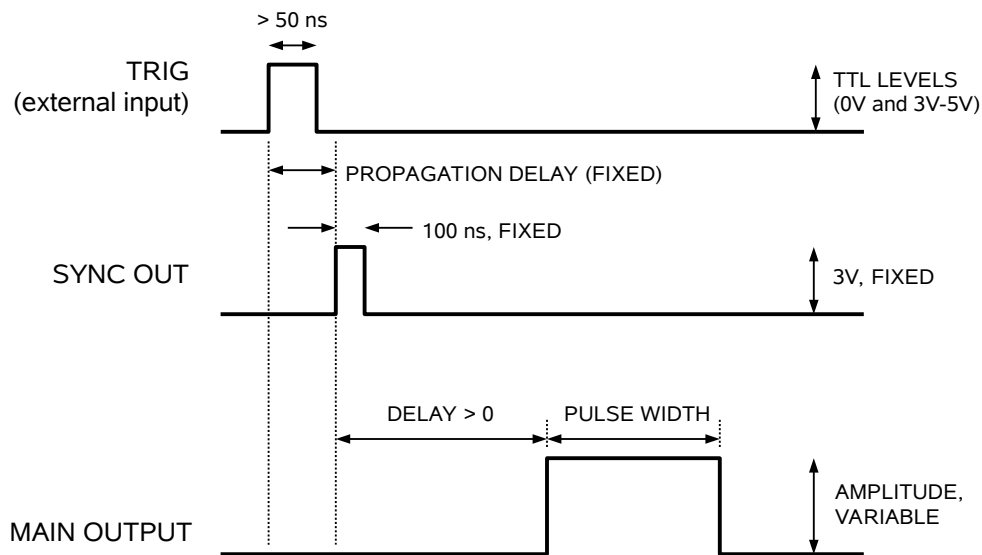 > 50 ns
TRIG
(external input)
TTL LEVELS
(0V and 3V-5V)
PROPAGATION DELAY (FIXED)
100 ns, FIXED
SYNC OUT
3V, FIXED
DELAY > 0
PULSE WIDTH
AMPLITUDE,
VARIABLE
MAIN OUTPUT